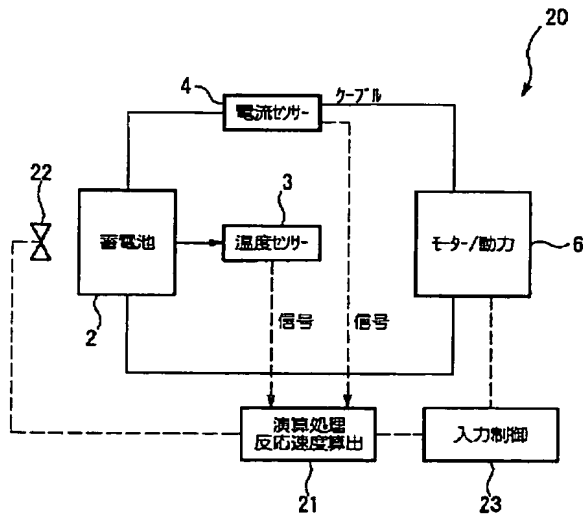 20
4
電流センサー
ケーブル
22
蓄電池
3
温度センサー
モーター/動力
6
2
信号
信号
演算処理
反応速度算出
入力制御
21
23